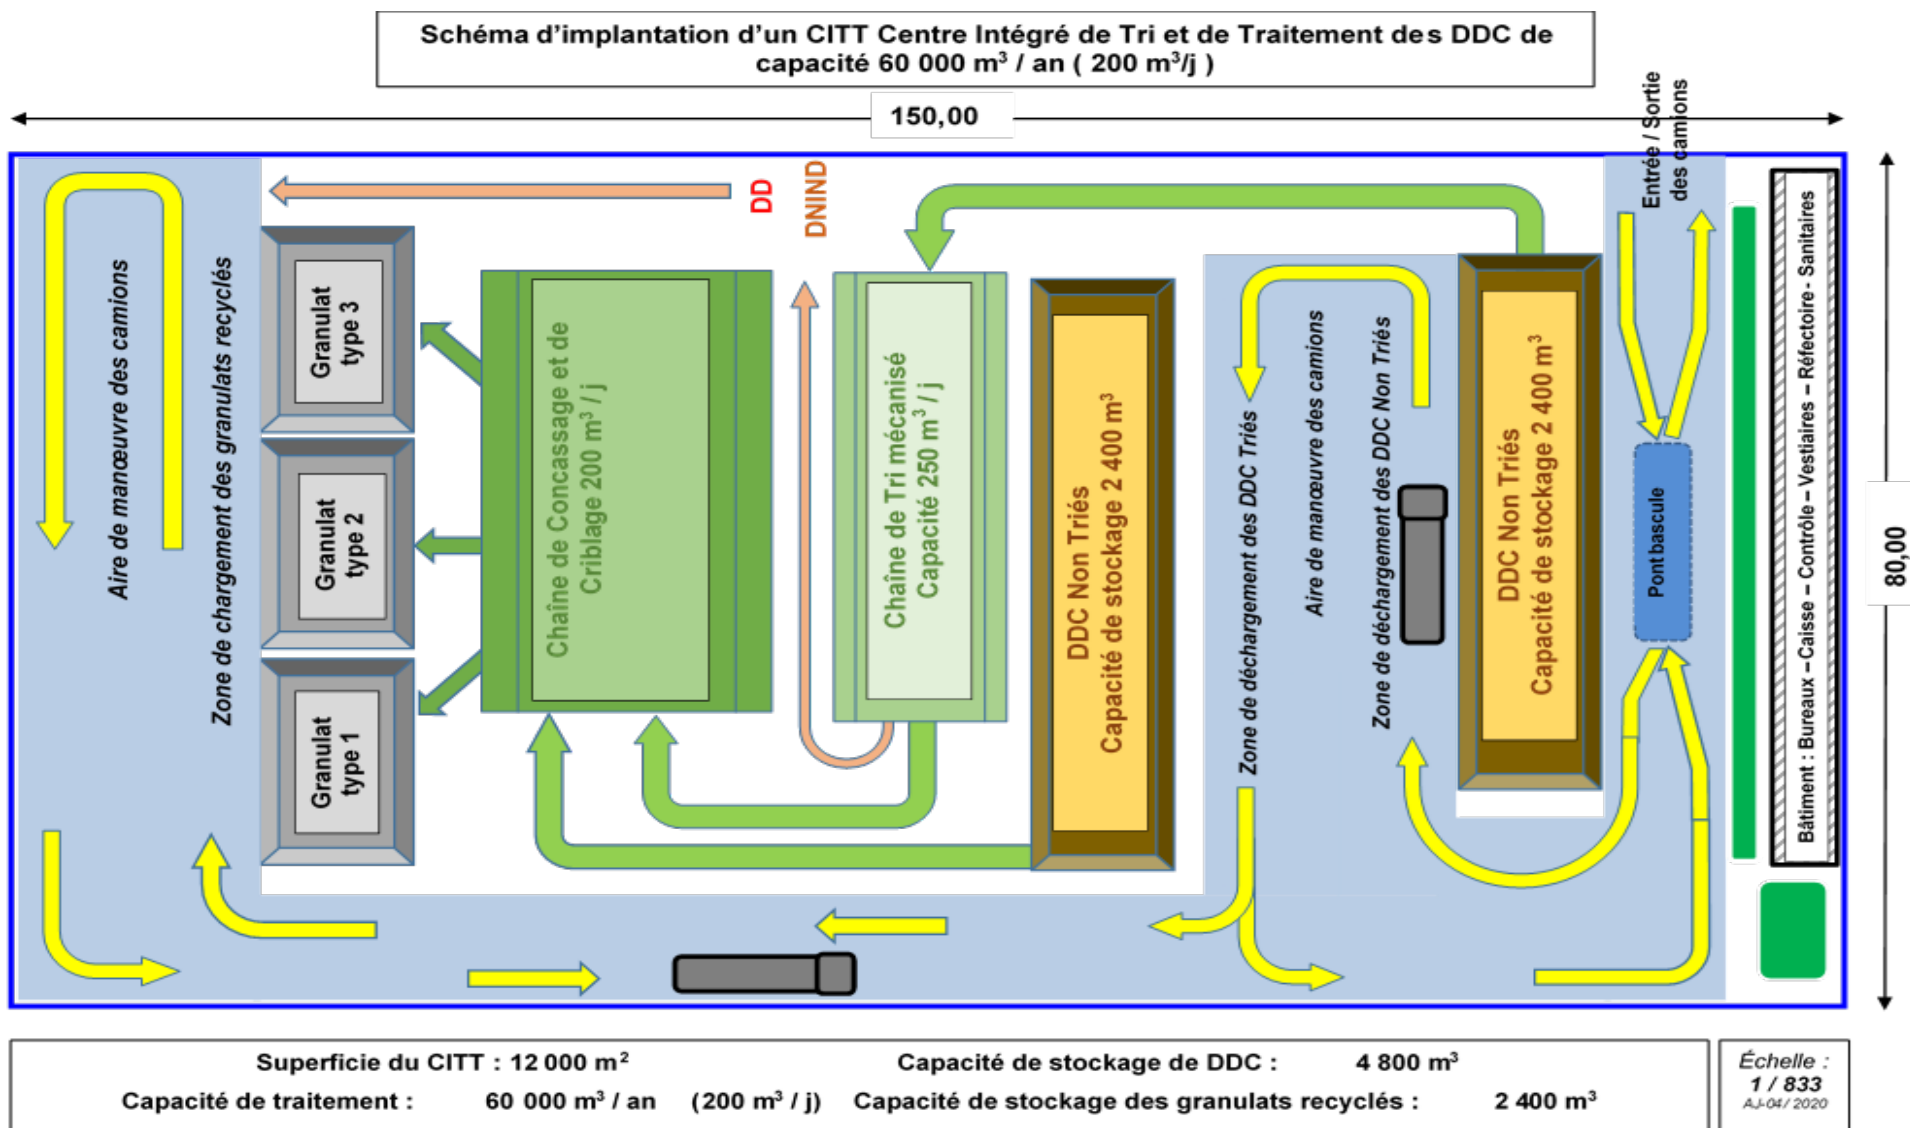 Schéma d’implantation d’un CITT Centre Intégré de Tri et de Traitement des DDC de
capacité 60 000 m³ / an ( 200 m³/j )
150,00
Entrée / Sortie
des camions
Aire de manœuvre des camions
Zone de chargement des granulats recyclés
DD
DNIND
Granulat
type 3
Granulat
type 2
Granulat
type 1
Chaîne de Concassage et de
Criblage 200 m³ / j
Chaîne de Tri mécanisé
Capacité 250 m³ / j
DDC Non Triés
Capacité de stockage 2 400 m³
Zone de déchargement des DDC Triés
Aire de manœuvre des camions
Zone de déchargement des DDC Non Triés
DDC Non Triés
Capacité de stockage 2 400 m³
Pont bascule
Bâtiment : Bureaux – Caisse – Contrôle – Vestiaires – Réfectoire - Sanitaires
80,00
Superficie du CITT : 12 000 m² Capacité de stockage de DDC : 4 800 m³
Capacité de traitement : 60 000 m³ / an (200 m³ / j) Capacité de stockage des granulats recyclés : 2 400 m³
Échelle :
1 / 833
AJ-04/ 2020